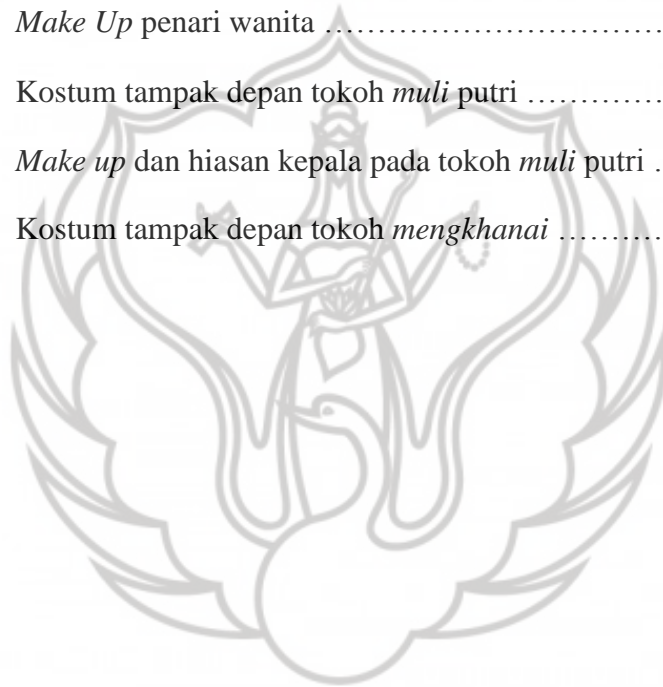 Make Up penari wanita ……………………………
Kostum tampak depan tokoh muli putri …………..
Make up dan hiasan kepala pada tokoh muli putri .
Kostum tampak depan tokoh mengkhanai ……….